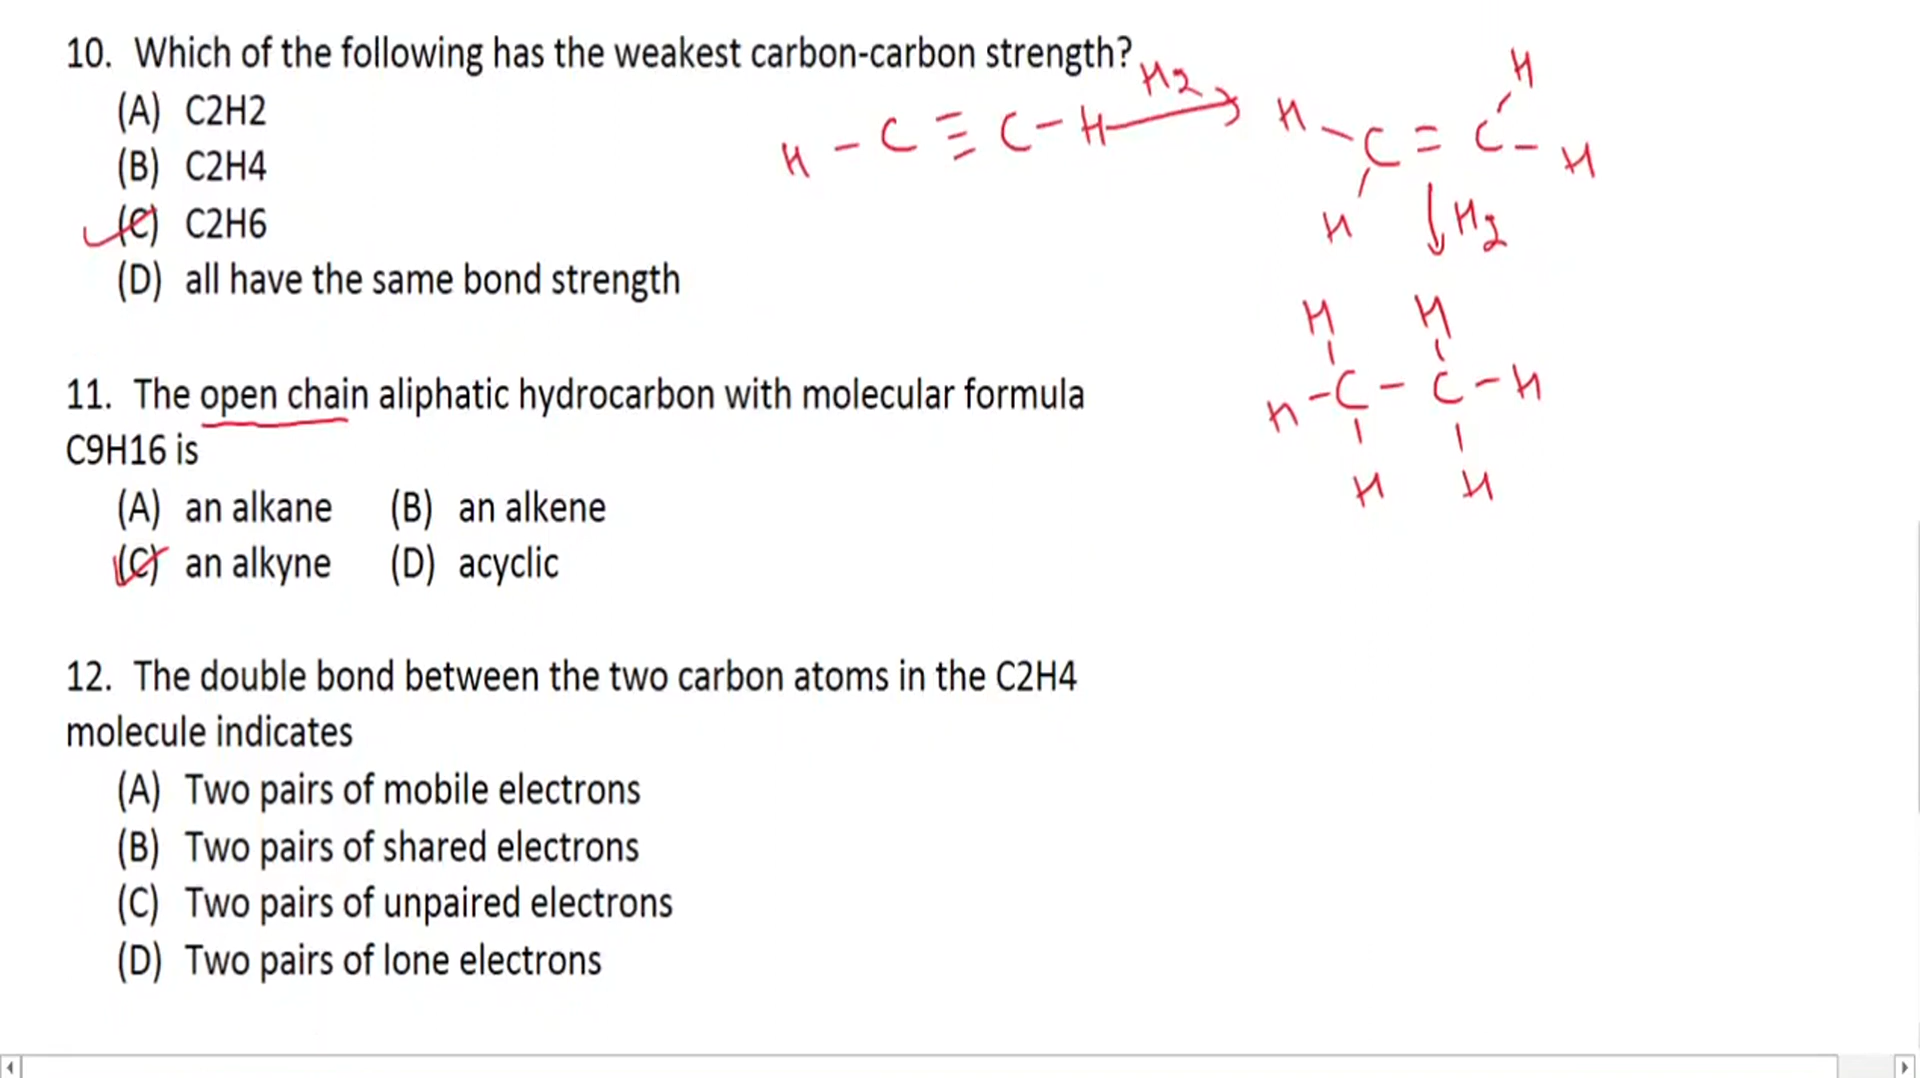 10. Which of the following has the weakest carbon-carbon strength?
(A) C2H2
(B) C2H4
(C) C2H6
(D) all have the same bond strength
H - C ≡ C - H
H2
H
H - C = C - H
H
H2
H H
H - C - C - H
H H
11. The open chain aliphatic hydrocarbon with molecular formula
C9H16 is
(A) an alkane (B) an alkene
(C) an alkyne (D) acyclic
12. The double bond between the two carbon atoms in the C2H4
molecule indicates
(A) Two pairs of mobile electrons
(B) Two pairs of shared electrons
(C) Two pairs of unpaired electrons
(D) Two pairs of lone electrons